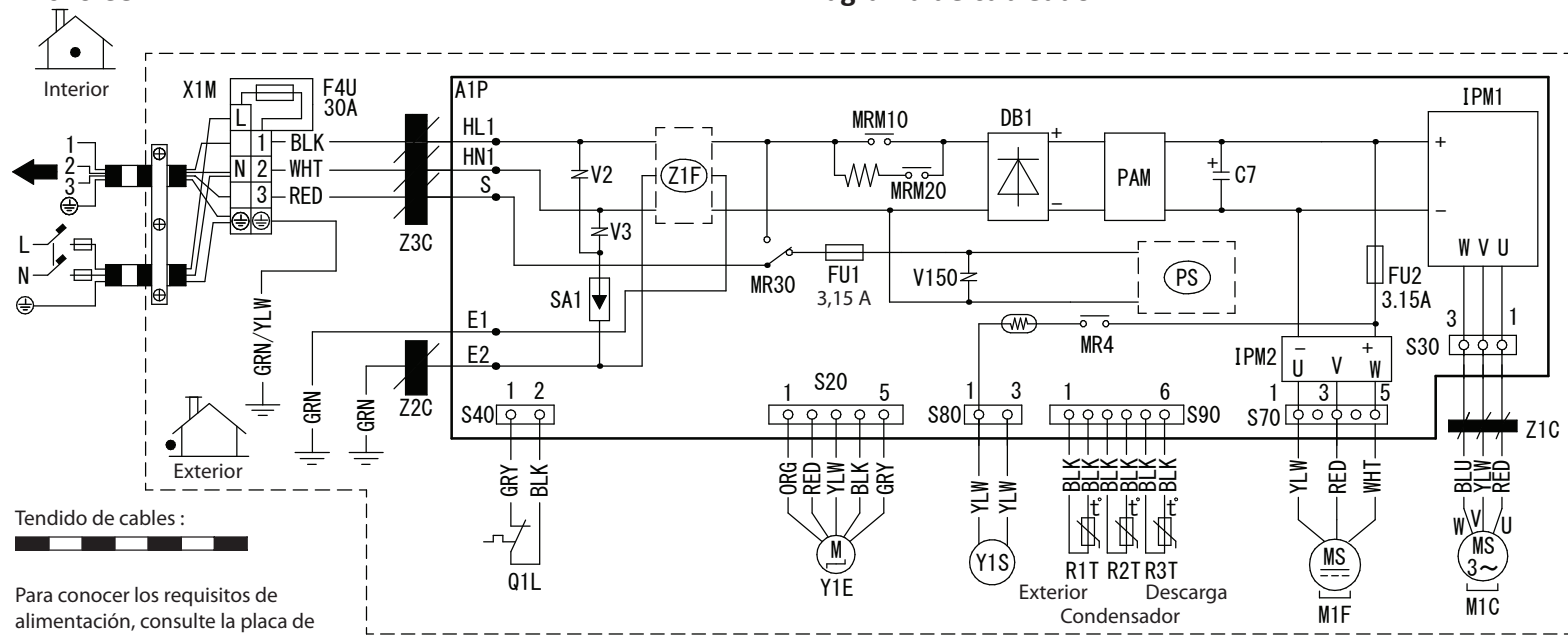 Interior
X1M
F4U
30A
A1P
IPM1
L
1
2
3
1
BLK
N
2
WHT
3
RED
HL1
HN1
S
Z3C
V2
V3
Z1F
MRM10
MRM20
DB1
+
−
PAM
+
C7
+
−
W V U
L
N
SA1
MR30
FU1
3,15 A
V150
PS
FU2
3.15A
GRN/YLW
E1
E2
GRN
GRN
Z2C
MR4
IPM2
−
+
U V W
3
1
S30
S40
1 2
1 S20 5
S80
1 3
1 6
S90
S70
1 3 5
Z1C
Exterior
GRY
BLK
ORG
RED
YLW
BLK
GRY
YLW
YLW
BLK
BLK
BLK
BLK
BLK
BLK
t°
t°
t°
YLW
RED
WHT
BLU
YLW
RED
W V U
Tendido de cables :
Q1L
M
Y1E
Y1S
R1T R2T R3T
Exterior
Descarga
Condensador
MS
M1F
MS
3~
M1C
Para conocer los requisitos de
alimentación, consulte la placa de